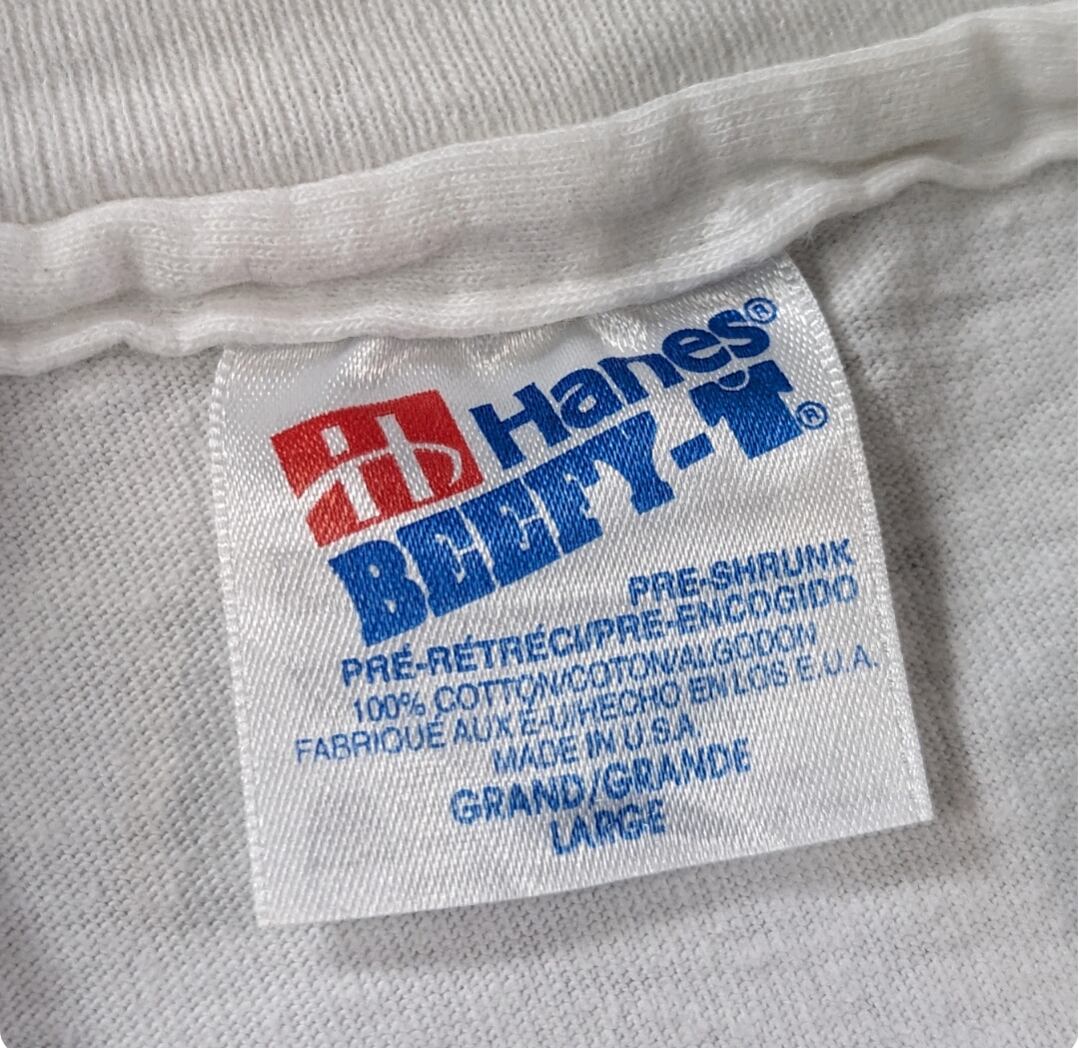 Hanes®
BEEFY-T®
PRE-SHRUNK
PRÉ-RÉTRÉCI/PRE-ENCOGIDO
100% COTTON/COTON/ALGODON
FABRIQUÉ AUX É-U/HECHO EN LOS E.U.A.
MADE IN U.S.A
GRAND/GRANDE
LARGE